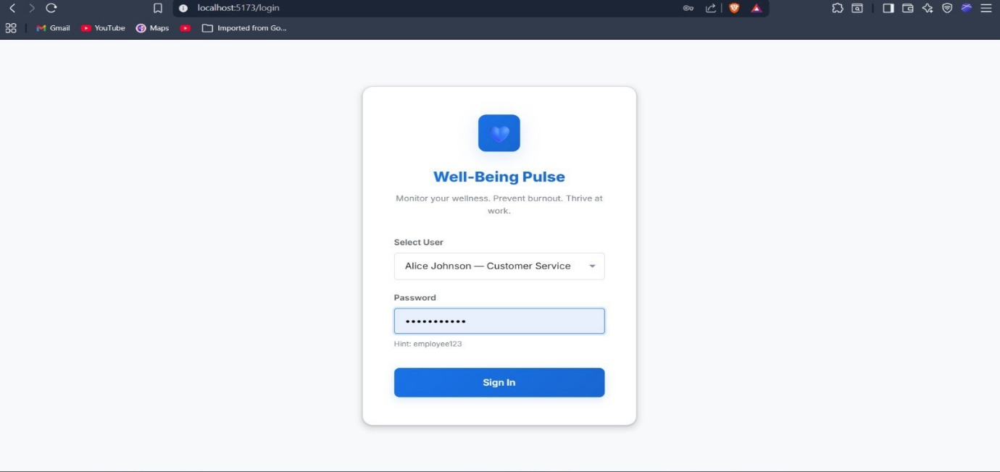 localhost:5173/login
Gmail YouTube Maps Imported from Go...
Well-Being Pulse
Monitor your wellness. Prevent burnout. Thrive at
work.
Select User
Alice Johnson — Customer Service
Password
•••••••••••
Hint: employee123
Sign In